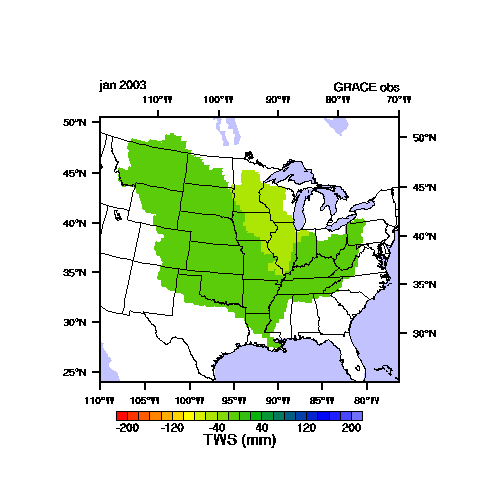 jan 2003 GRACE obs
110°W 100°W 90°W 80°W 70°W
50°N 50°N
45°N 45°N
40°N 40°N
35°N 35°N
30°N 30°N
25°N
110°W 105°W 100°W 95°W 90°W 85°W 80°W
-200 -120 -40 40 120 200
TWS (mm)